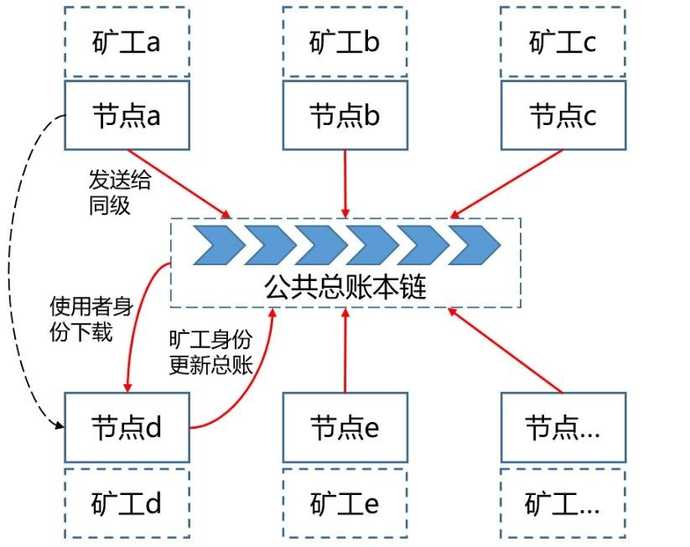 矿工a
矿工b
矿工c
节点a
节点b
节点c
发送给
同级
公共总账本链
使用者身
份下载
旷工身份
更新总账
节点d
节点e
节点...
矿工d
矿工e
矿工...